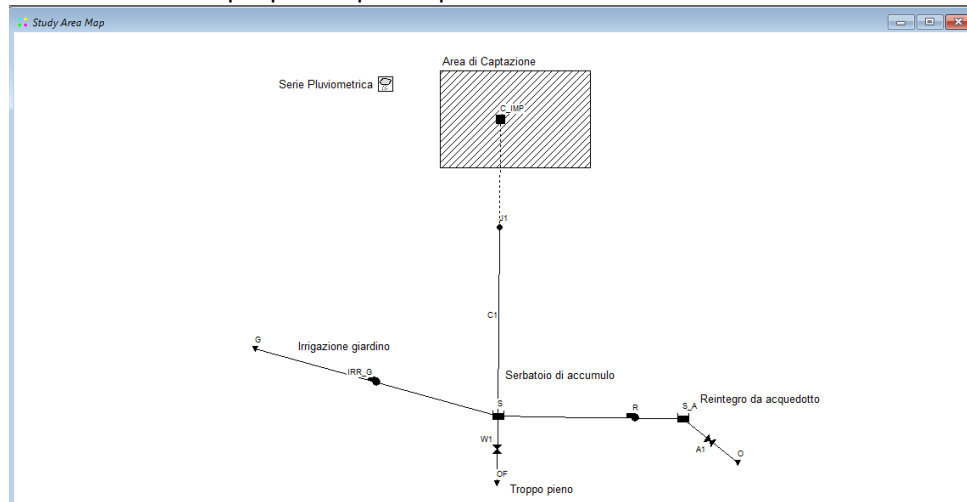 Study Area Map
Area di Captazione
Serie Pluviometrica
C_IMP
J1
C1
G
Irrigazione giardino
IRR_G
Serbatoio di accumulo
S
R
S_A
Reintegro da acquedotto
W1
A1
O
OF
Troppo pieno